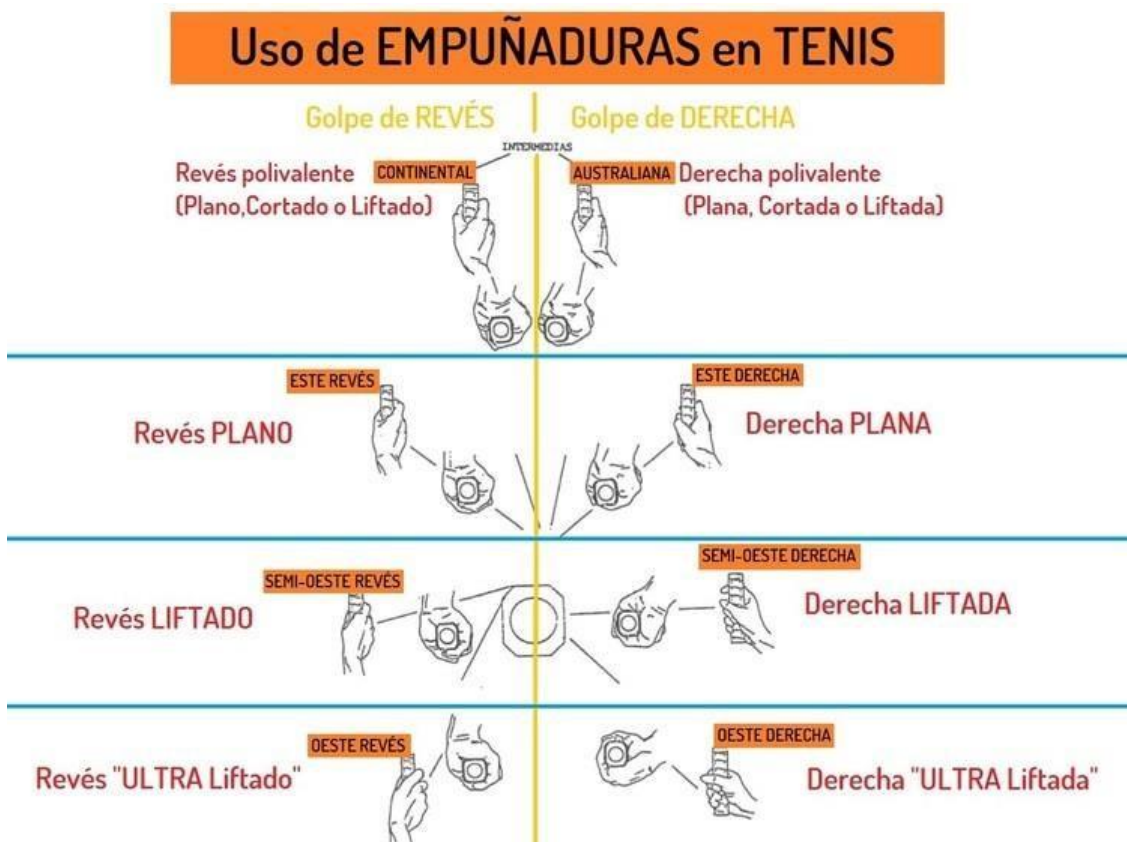 Uso de EMPUÑADURAS en TENIS
Golpe de REVÉS
Golpe de DERECHA
INTERMEDIAS
Revés polivalente
(Plano,Cortado o Liftado)
CONTINENTAL
AUSTRALIANA
Derecha polivalente
(Plana, Cortada o Liftada)
ESTE REVÉS
ESTE DERECHA
Revés PLANO
Derecha PLANA
SEMI-OESTE REVÉS
SEMI-OESTE DERECHA
Revés LIFTADO
Derecha LIFTADA
OESTE REVÉS
OESTE DERECHA
Revés "ULTRA Liftado"
Derecha "ULTRA Liftada"